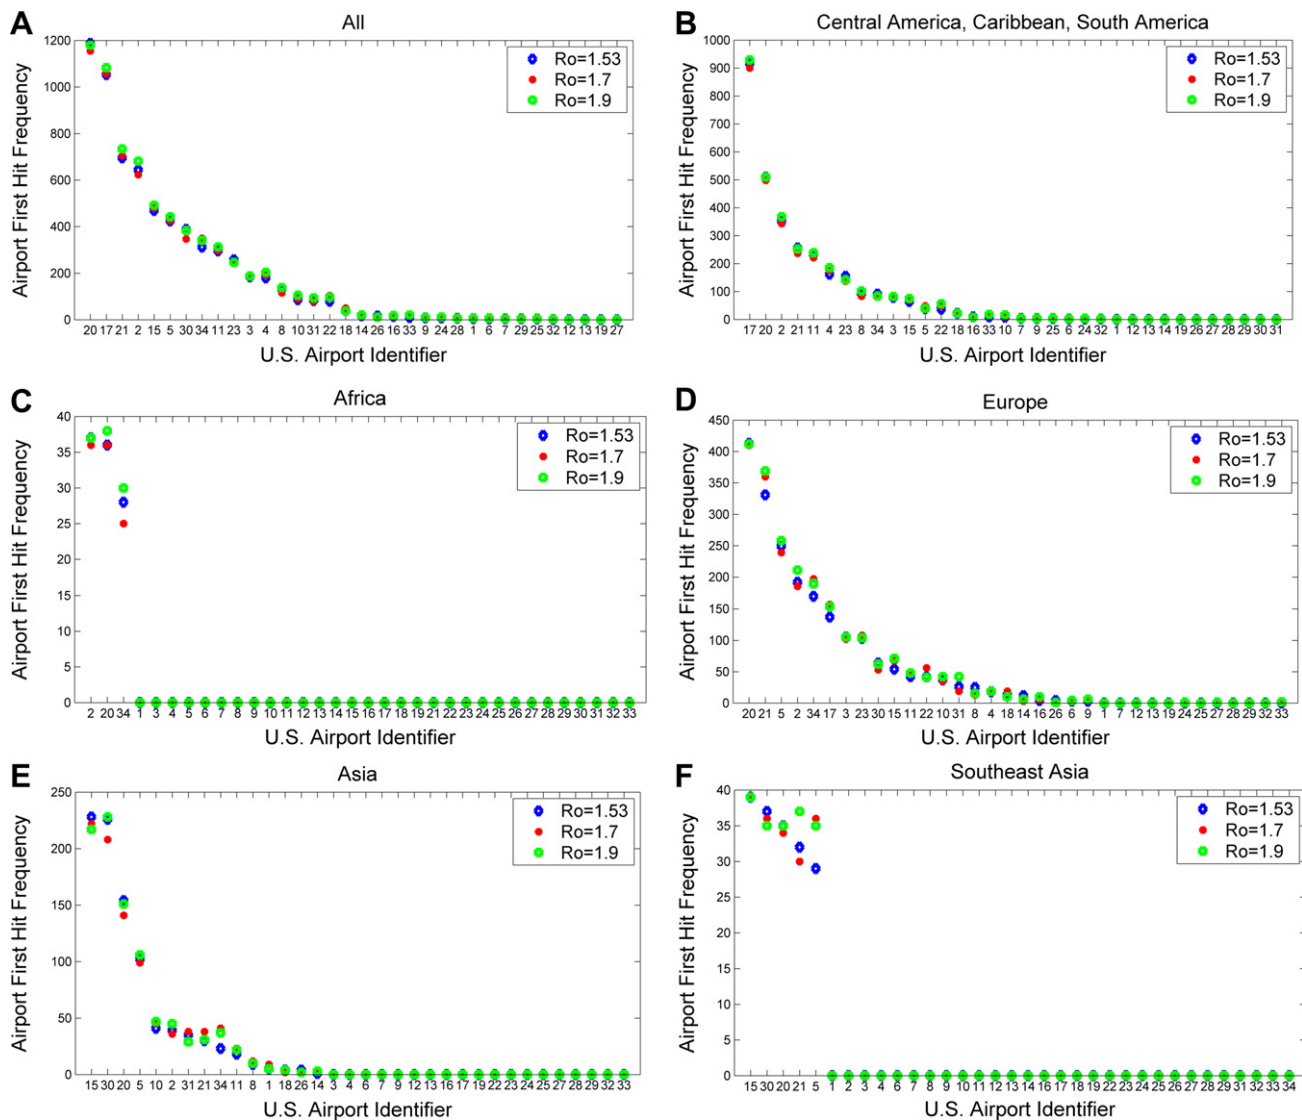 A
All
1200
1000
800
600
400
200
0
Airport First Hit Frequency
Ro=1.53
Ro=1.7
Ro=1.9
20 17 21 2 15 5 30 34 11 23 3 4 8 10 31 22 18 14 26 16 33 9 24 28 1 6 7 29 25 32 12 13 19 27
U.S. Airport Identifier
B
Central America, Caribbean, South America
1000
900
800
700
600
500
400
300
200
100
0
Airport First Hit Frequency
Ro=1.53
Ro=1.7
Ro=1.9
17 20 2 21 11 4 23 8 34 3 15 5 22 18 16 33 10 7 9 25 6 24 32 1 12 13 14 19 26 27 28 29 30 31
U.S. Airport Identifier
C
Africa
40
35
30
25
20
15
10
5
0
Airport First Hit Frequency
Ro=1.53
Ro=1.7
Ro=1.9
2 20 34 1 3 4 5 6 7 8 9 10 11 12 13 14 15 16 17 18 19 21 22 23 24 25 26 27 28 29 30 31 32 33
U.S. Airport Identifier
D
Europe
450
400
350
300
250
200
150
100
50
0
Airport First Hit Frequency
Ro=1.53
Ro=1.7
Ro=1.9
20 21 5 2 34 17 3 23 30 15 11 22 10 31 8 4 18 14 16 26 6 9 1 7 12 13 19 24 25 27 28 29 32 33
U.S. Airport Identifier
E
Asia
250
200
150
100
50
0
Airport First Hit Frequency
Ro=1.53
Ro=1.7
Ro=1.9
15 30 20 5 10 2 31 21 34 11 8 1 18 26 14 3 4 6 7 9 12 13 16 17 19 22 23 24 25 27 28 29 32 33
U.S. Airport Identifier
F
Southeast Asia
40
35
30
25
20
15
10
5
0
Airport First Hit Frequency
Ro=1.53
Ro=1.7
Ro=1.9
15 30 20 21 5 1 2 3 4 6 7 8 9 10 11 12 13 14 16 17 18 19 22 23 24 25 26 27 28 29 31 32 33 34
U.S. Airport Identifier